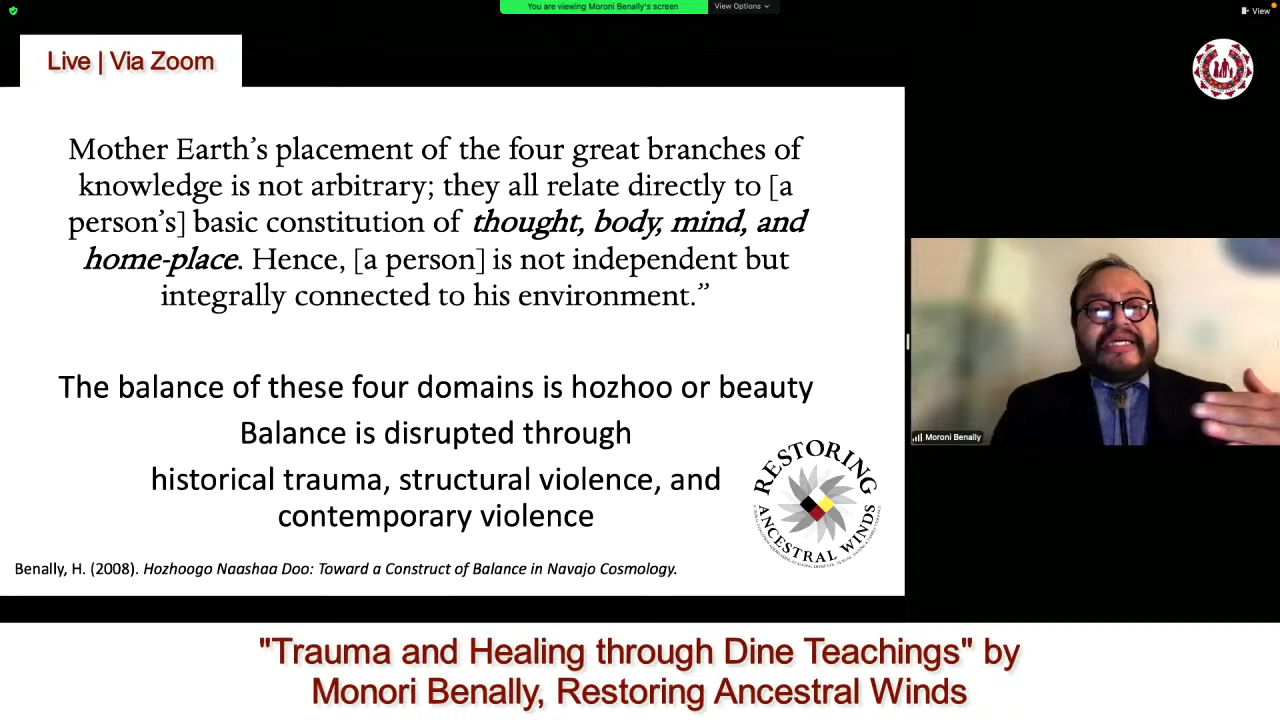 You are viewing Moroni Benally's screen
View Options
View
Live | Via Zoom
Mother Earth's placement of the four great branches of
knowledge is not arbitrary; they all relate directly to [a
person's] basic constitution of thought, body, mind, and
home-place. Hence, [a person] is not independent but
integrally connected to his environment.”
The balance of these four domains is hozhoo or beauty
Balance is disrupted through
historical trauma, structural violence, and
contemporary violence
RESTORING
ANCESTRAL WINDS
Benally, H. (2008). Hozhoogo Naashaa Doo: Toward a Construct of Balance in Navajo Cosmology.
Moroni Benally
"Trauma and Healing through Dine Teachings" by
Monori Benally, Restoring Ancestral Winds